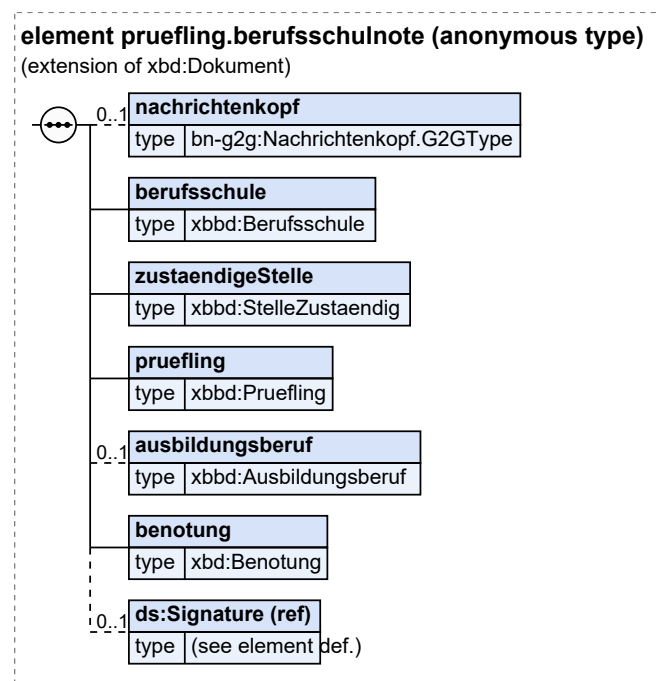 element pruefling.berufsschulnote (anonymous type)
(extension of xbd:Dokument)
0..1 nachrichtenkopf
type bn-g2g:Nachrichtenkopf.G2GType
berufsschule
type xbbd:Berufsschule
zustaendigeStelle
type xbbd:StelleZustaendig
pruefling
type xbbd:Pruefling
0..1 ausbildungsberuf
type xbbd:Ausbildungsberuf
benotung
type xbd:Benotung
0..1 ds:Signature (ref)
type (see element def.)